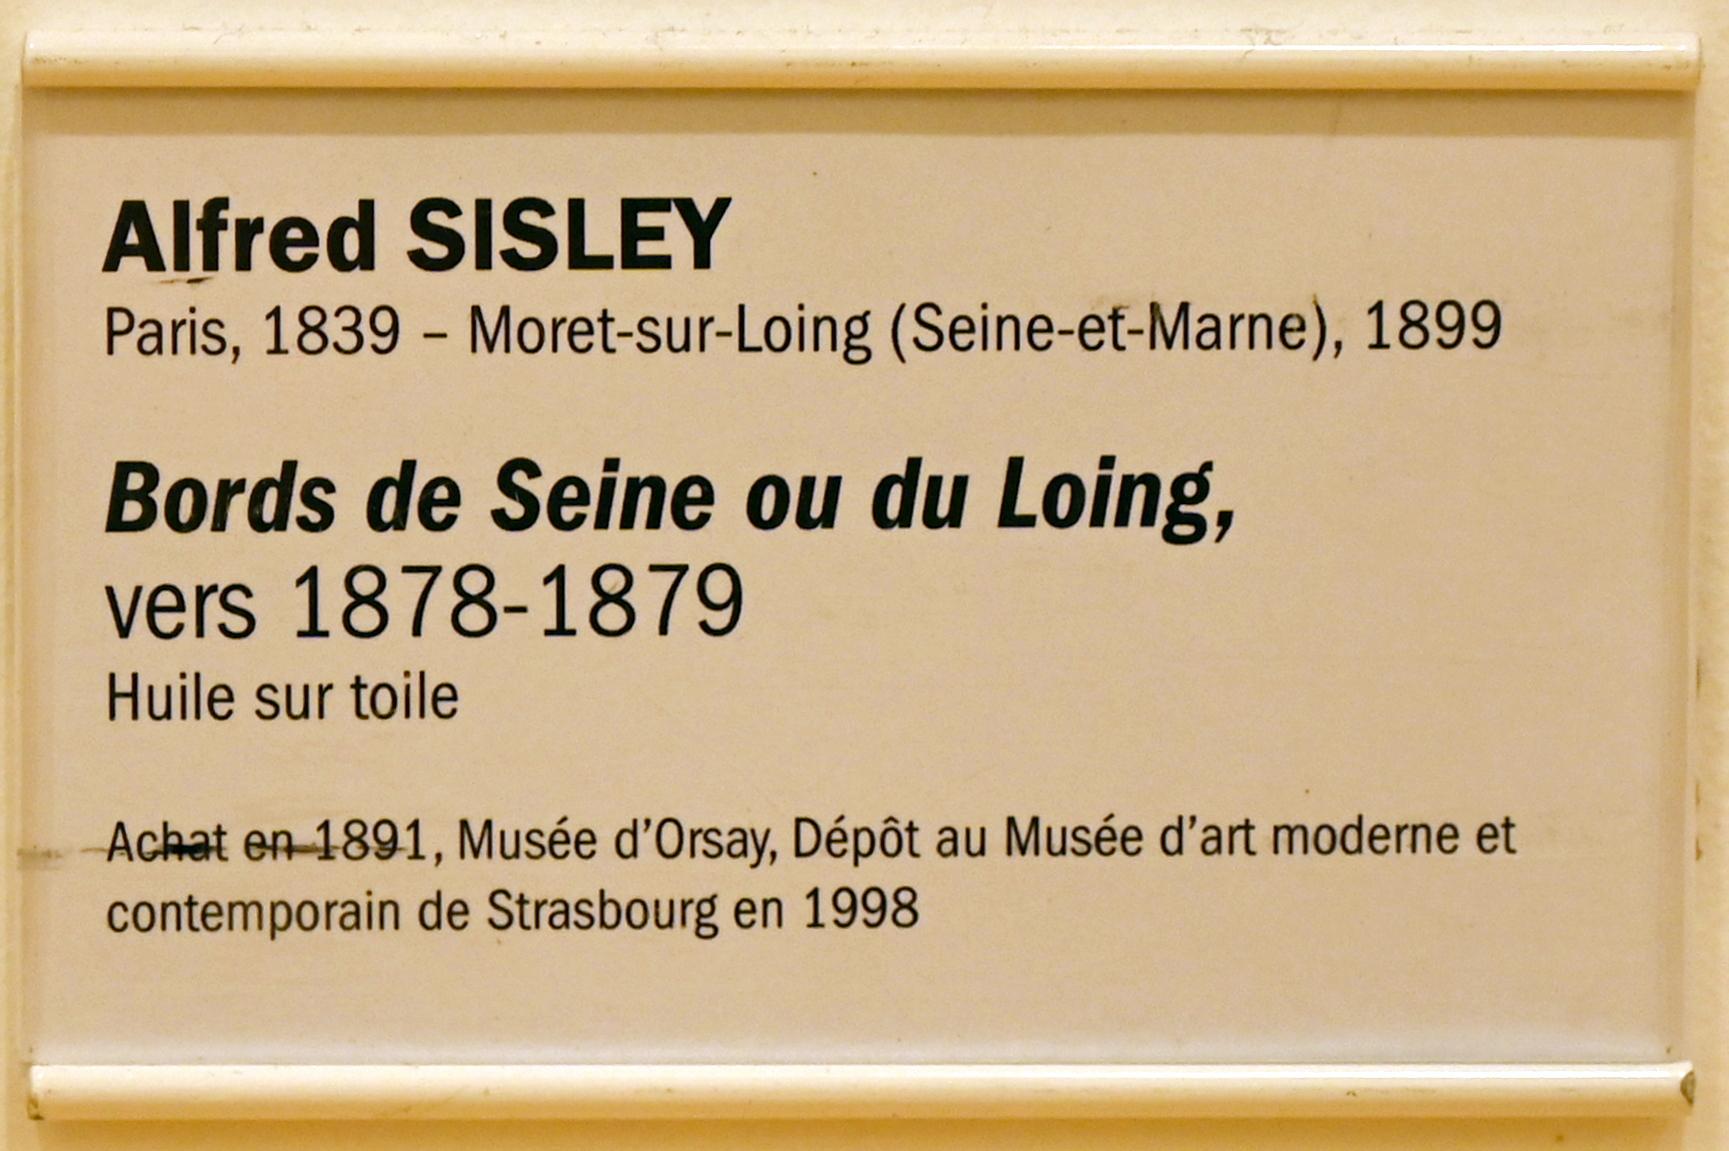 Alfred SISLEY
Paris, 1839 – Moret-sur-Loing (Seine-et-Marne), 1899
Bords de Seine ou du Loing,
vers 1878-1879
Huile sur toile
Achat en 1891, Musée d'Orsay, Dépôt au Musée d'art moderne et
contemporain de Strasbourg en 1998